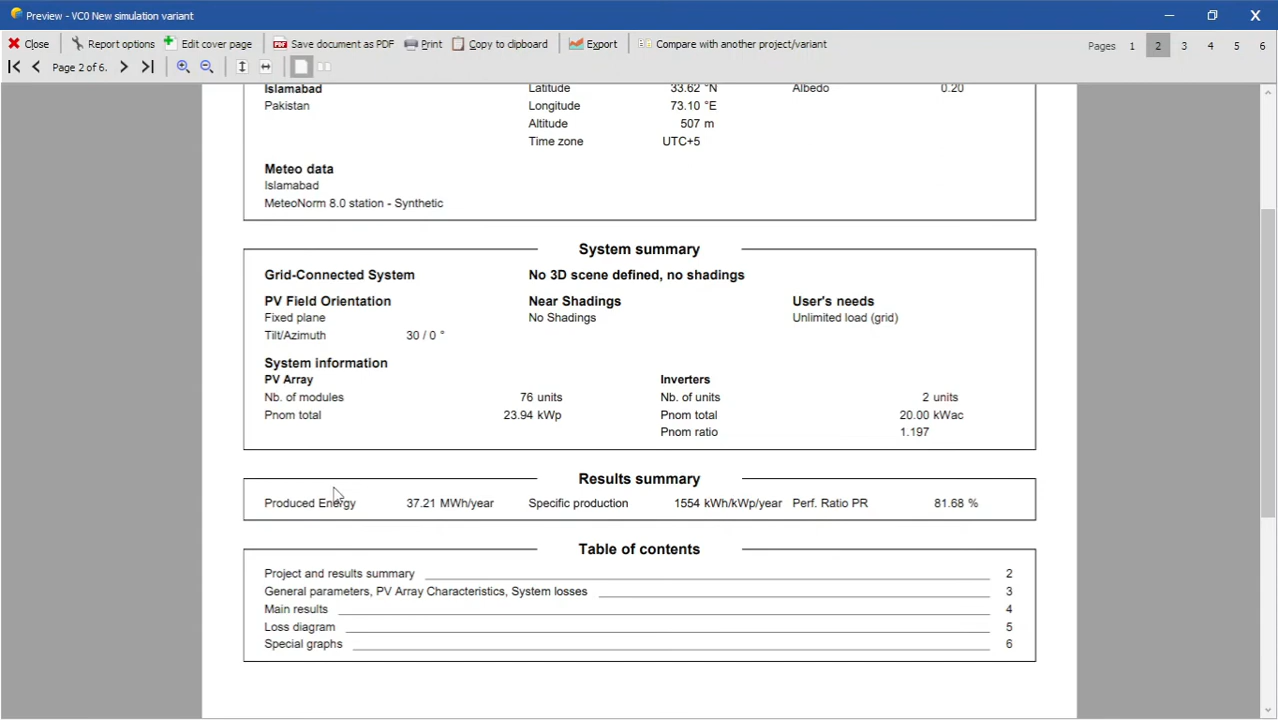 Preview - VC0 New simulation variant
Close Report options Edit cover page Save document as PDF Print Copy to clipboard Export Compare with another project/variant Pages 1 2 3 4 5 6
Page 2 of 6.
Islamabad Latitude 33.62 °N Albedo 0.20
Pakistan Longitude 73.10 °E
Altitude 507 m
Time zone UTC+5
Meteo data
Islamabad
MeteoNorm 8.0 station - Synthetic
System summary
Grid-Connected System No 3D scene defined, no shadings
PV Field Orientation Near Shadings User's needs
Fixed plane No Shadings Unlimited load (grid)
Tilt/Azimuth 30 / 0 °
System information
PV Array Inverters
Nb. of modules 76 units Nb. of units 2 units
Pnom total 23.94 kWp Pnom total 20.00 kWac
Pnom ratio 1.197
Results summary
Produced Energy 37.21 MWh/year Specific production 1554 kWh/kWp/year Perf. Ratio PR 81.68 %
Table of contents
Project and results summary 2
General parameters, PV Array Characteristics, System losses 3
Main results 4
Loss diagram 5
Special graphs 6